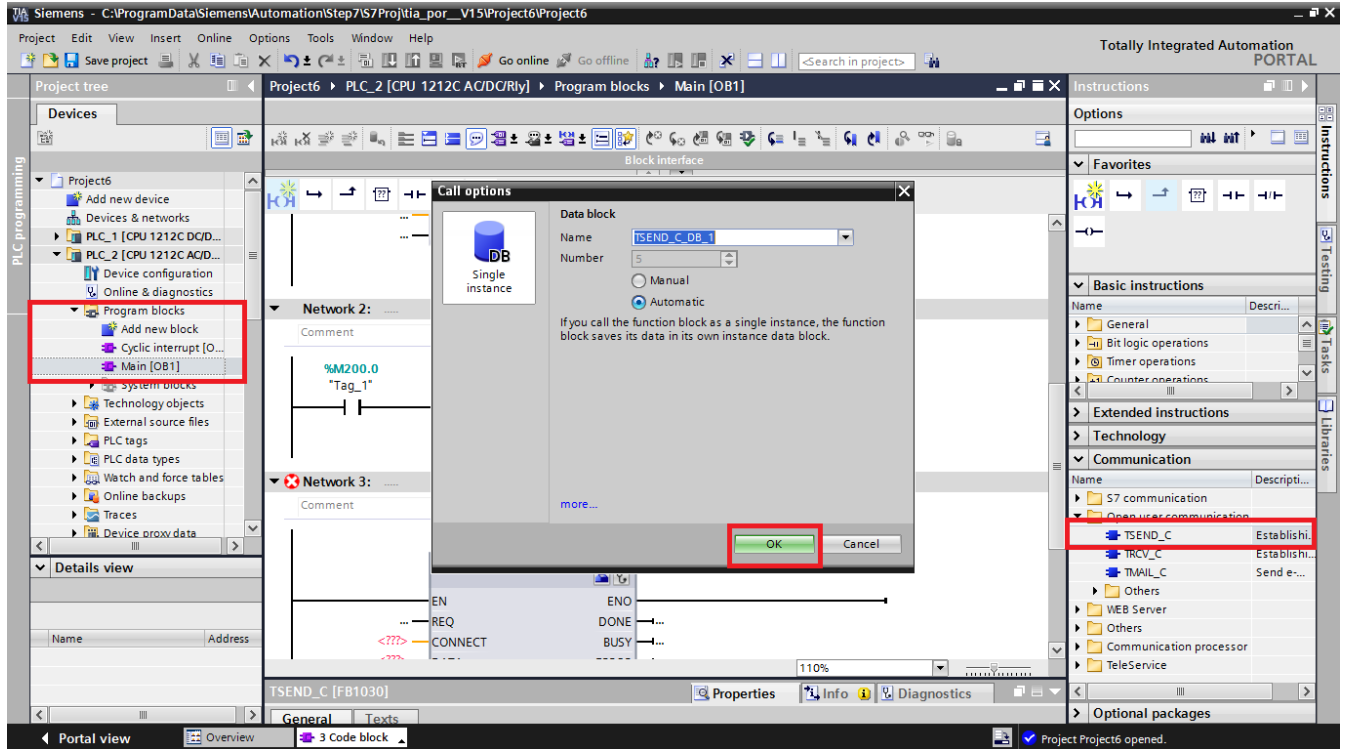 Siemens - C:\ProgramData\Siemens\Automation\Step7\S7Proj\tia_por__V15\Project6\Project6
Project Edit View Insert Online Options Tools Window Help
Totally Integrated Automation
PORTAL
Save project Go online Go offline <Search in project>
Project tree
Project6 PLC_2 [CPU 1212C AC/DC/Rly] Program blocks Main [OB1]
Instructions
Devices
Options
Block interface
PLC programming
Project6
Add new device
Devices & networks
PLC_1 [CPU 1212C DC/D...
PLC_2 [CPU 1212C AC/D...
Device configuration
Online & diagnostics
Program blocks
Add new block
Cyclic interrupt [O...
Main [OB1]
System blocks
Technology objects
External source files
PLC tags
PLC data types
Watch and force tables
Online backups
Traces
Device proxy data
Details view
Name Address
...
...
Network 2: .....
Comment
%M200.0
"Tag_1"
Network 3: .....
Comment
EN ENO
... REQ DONE ...
<???> CONNECT BUSY ...
110%
Call options
DB
Single
instance
Data block
Name TSEND_C_DB_1
Number 5
Manual
Automatic
If you call the function block as a single instance, the function
block saves its data in its own instance data block.
more...
OK Cancel
TSEND_C [FB1030]
Properties Info Diagnostics
General Texts
Favorites
Basic instructions
Name Descri...
General
Bit logic operations
Timer operations
Counter operations
Extended instructions
Technology
Communication
Name Descripti...
S7 communication
Open user communication
TSEND_C Establishi...
TRCV_C Establishi...
TMAIL_C Send e-...
Others
WEB Server
Others
Communication processor
TeleService
Optional packages
Instructions
Testing
Tasks
Libraries
Portal view Overview 3 Code block
Project Project6 opened.